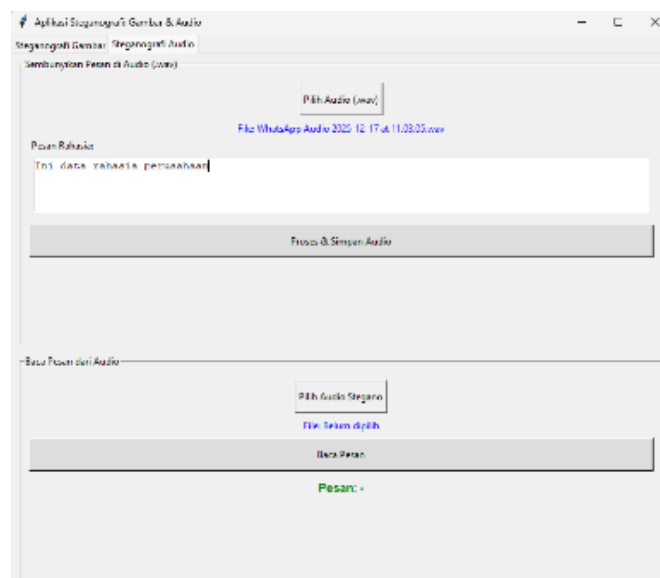 Aplikasi Steganografi Gambar & Audio
Steganografi Gambar Steganografi Audio
Sembunyikan Pesan di Audio (.wav)
Pilih Audio (.wav)
File: WhatsApp Audio 2025-12-17 at 11.03.05.wav
Pesan Rahasia:
Ini data rahasia perusahaan
Proses & Simpan Audio
Baca Pesan dari Audio
Pilih Audio Stegano
File: Belum dipilih
Baca Pesan
Pesan: -